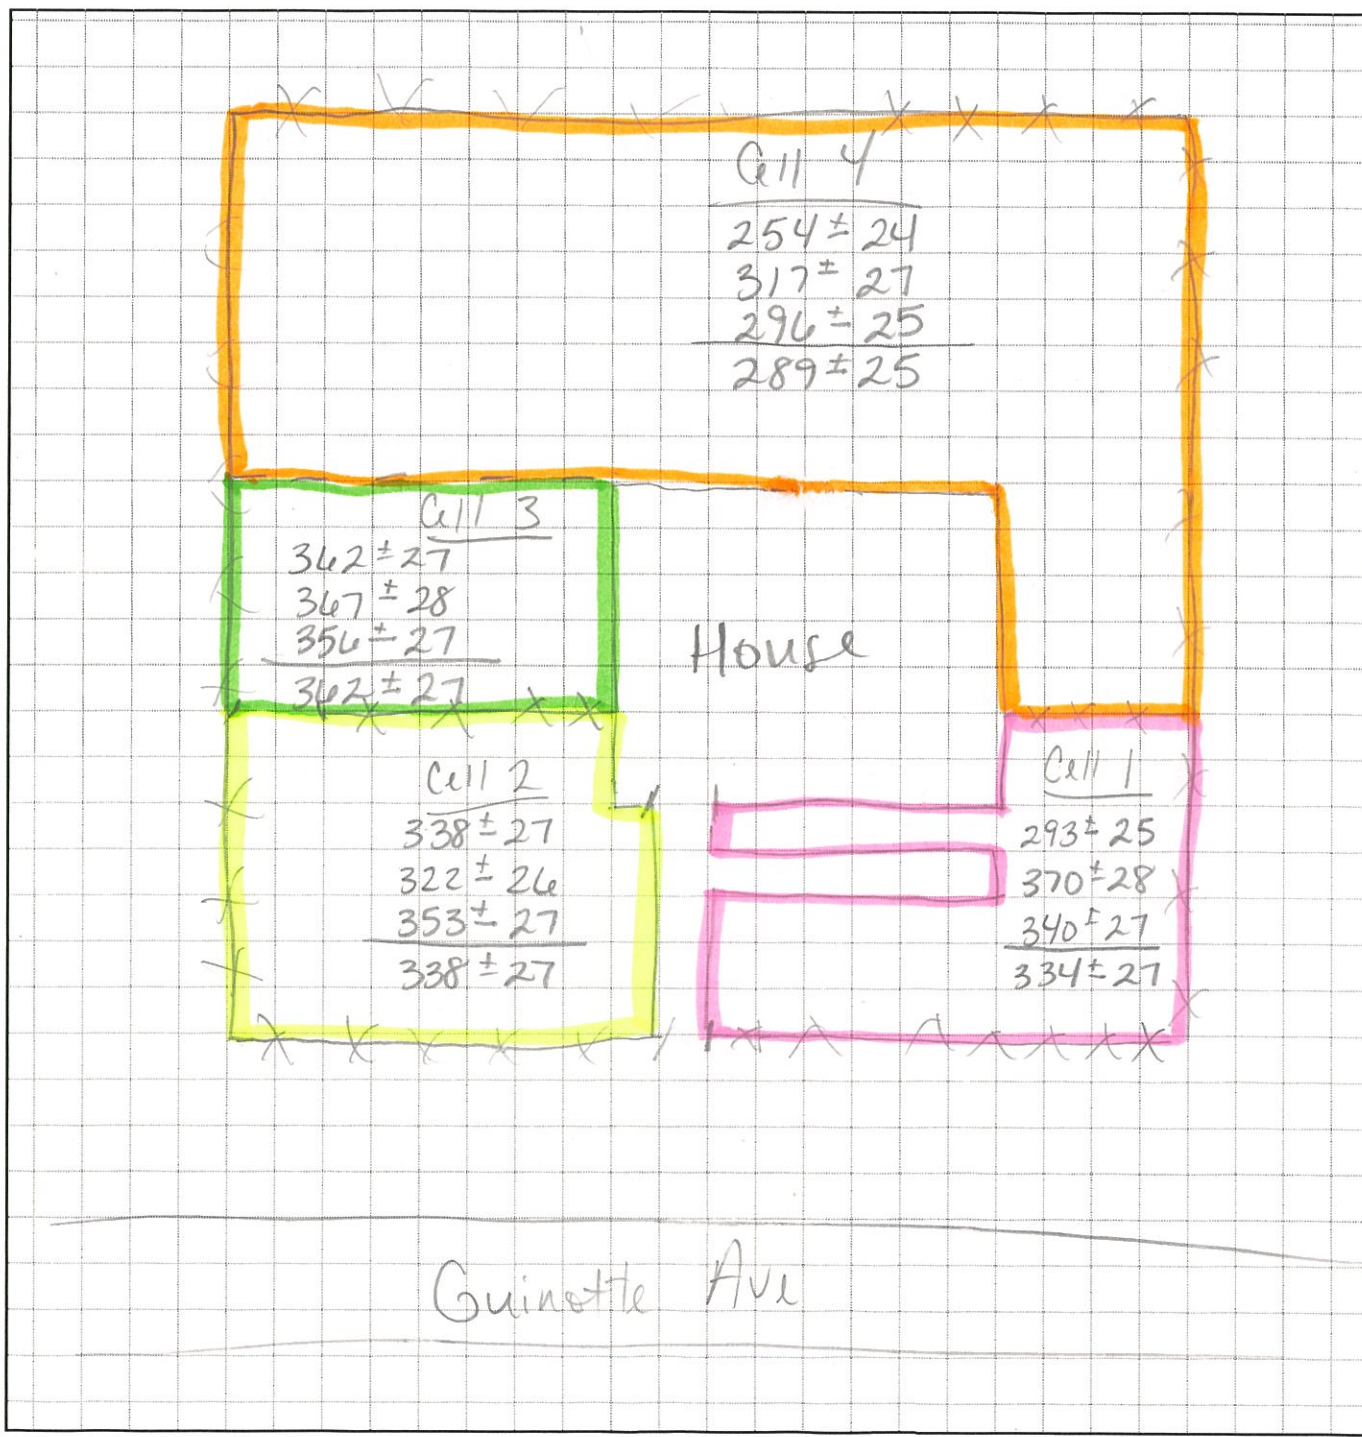 Cell 4
254 ± 24
317 ± 27
296 ± 25
289 ± 25
Cell 3
362 ± 27
367 ± 28
356 ± 27
362 ± 27
House
Cell 2
338 ± 27
322 ± 26
353 ± 27
338 ± 27
Cell 1
293 ± 25
370 ± 28
340 ± 27
334 ± 27
Guinotte Ave